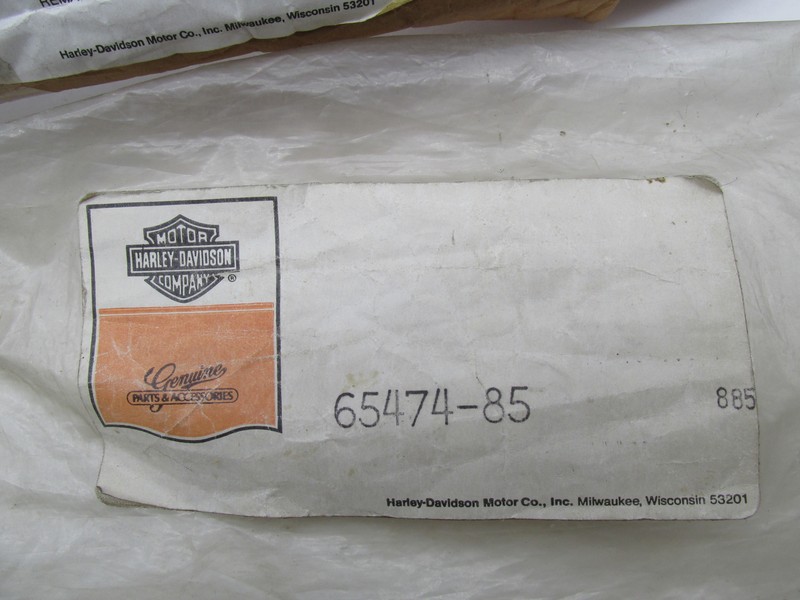 Harley-Davidson Motor Co., Inc. Milwaukee, Wisconsin 53201
MOTOR
HARLEY-DAVIDSON
COMPANY
®
Genuine
PARTS & ACCESSORIES
65474-85
885
Harley-Davidson Motor Co., Inc. Milwaukee, Wisconsin 53201